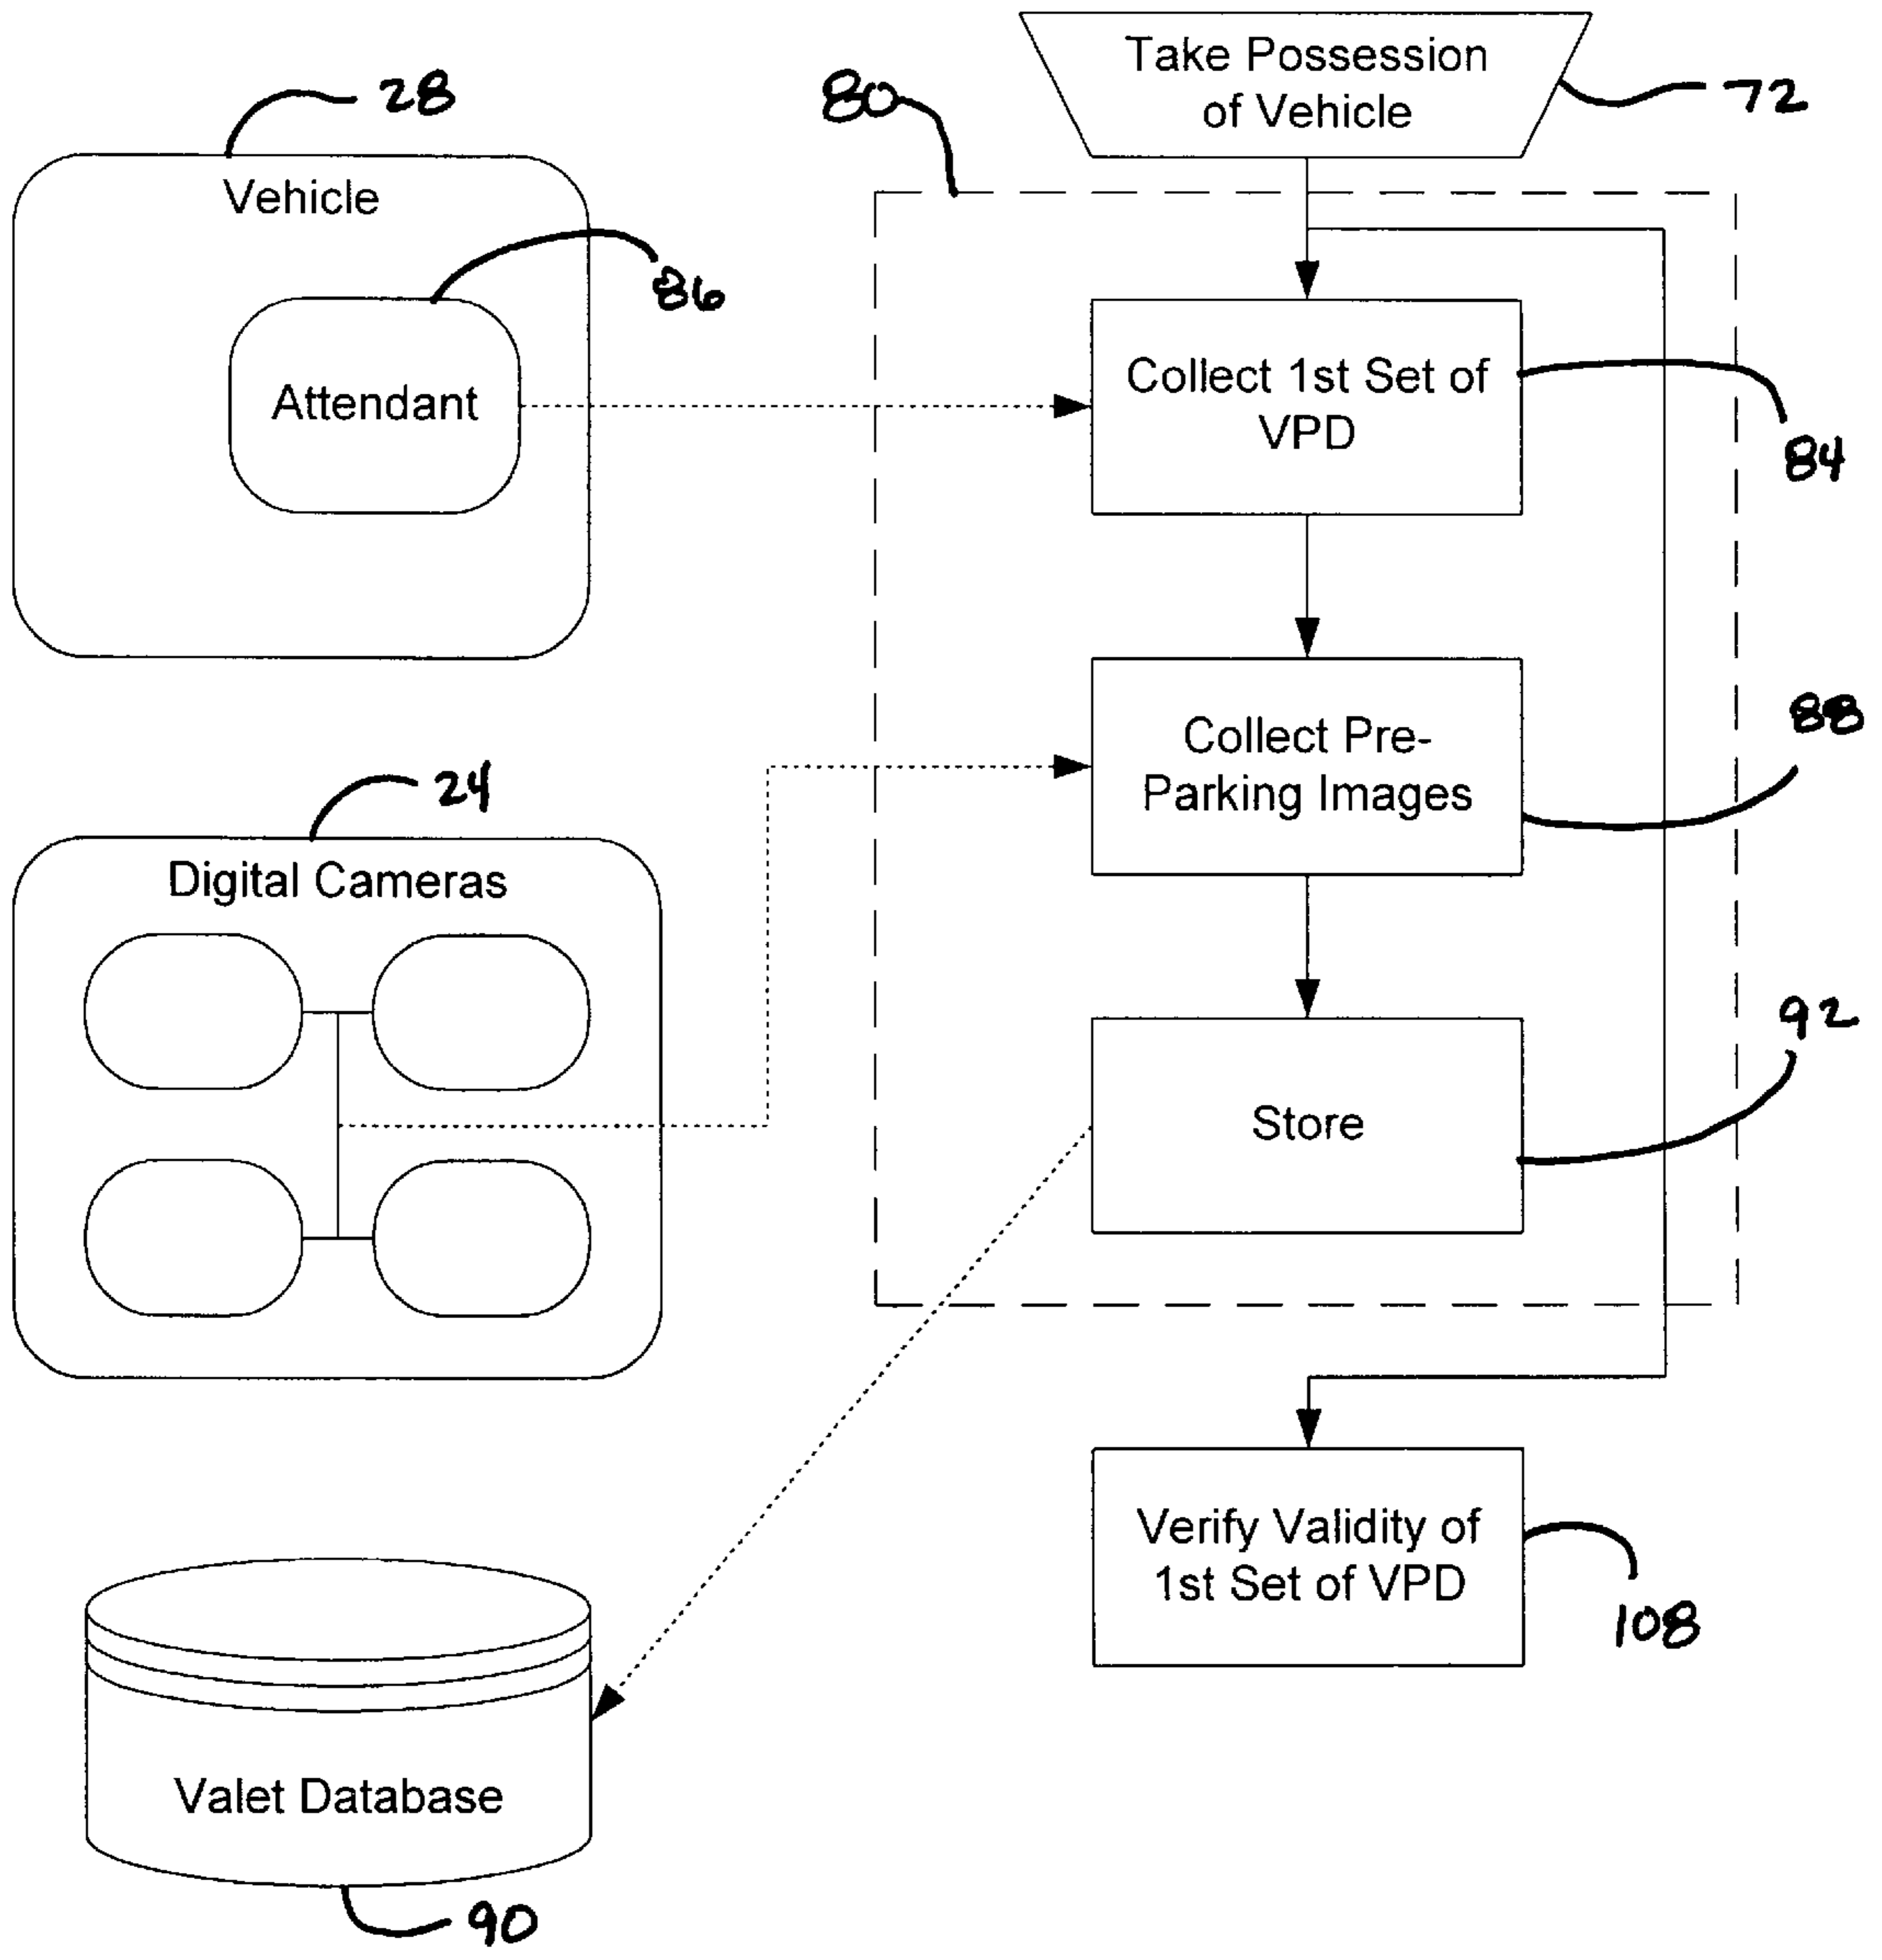 28
80
Take Possession
of Vehicle
72
Vehicle
86
Attendant
Collect 1st Set of
VPD
84
Collect Pre-
Parking Images
88
24
Digital Cameras
Store
92
Verify Validity of
1st Set of VPD
108
Valet Database
90